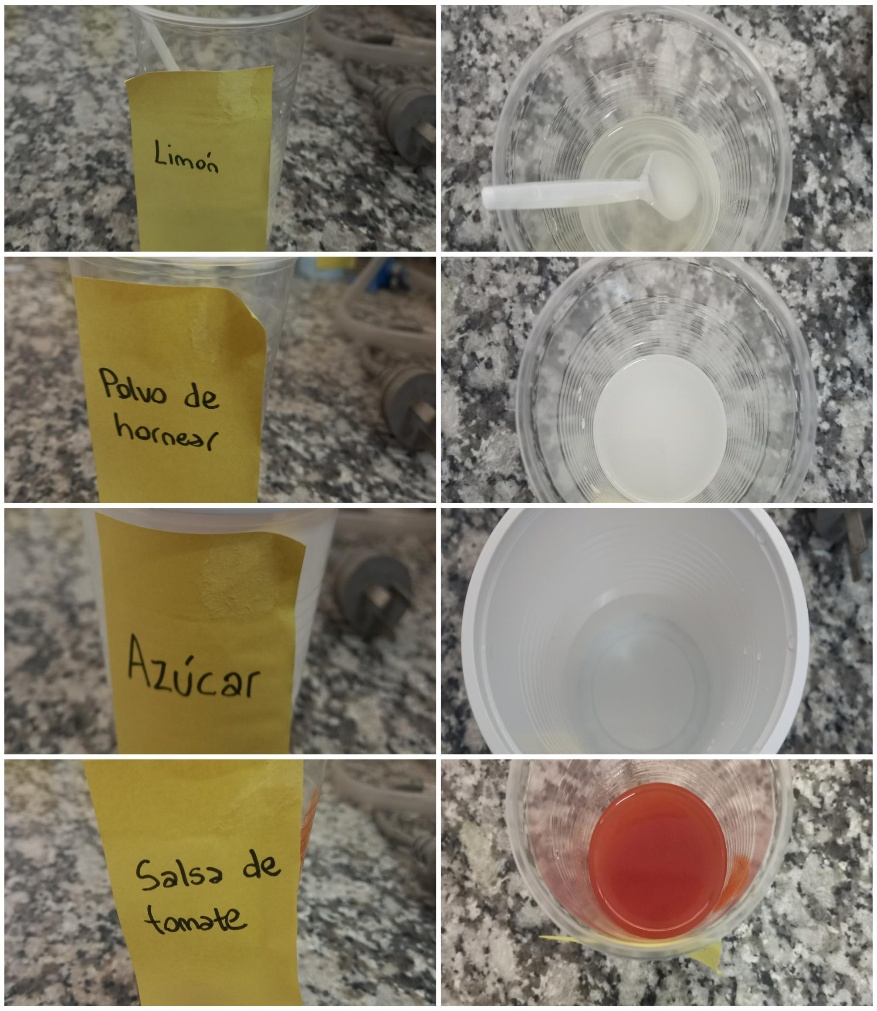 Limón
Polvo de
hornear
Azúcar
Salsa de
tomate